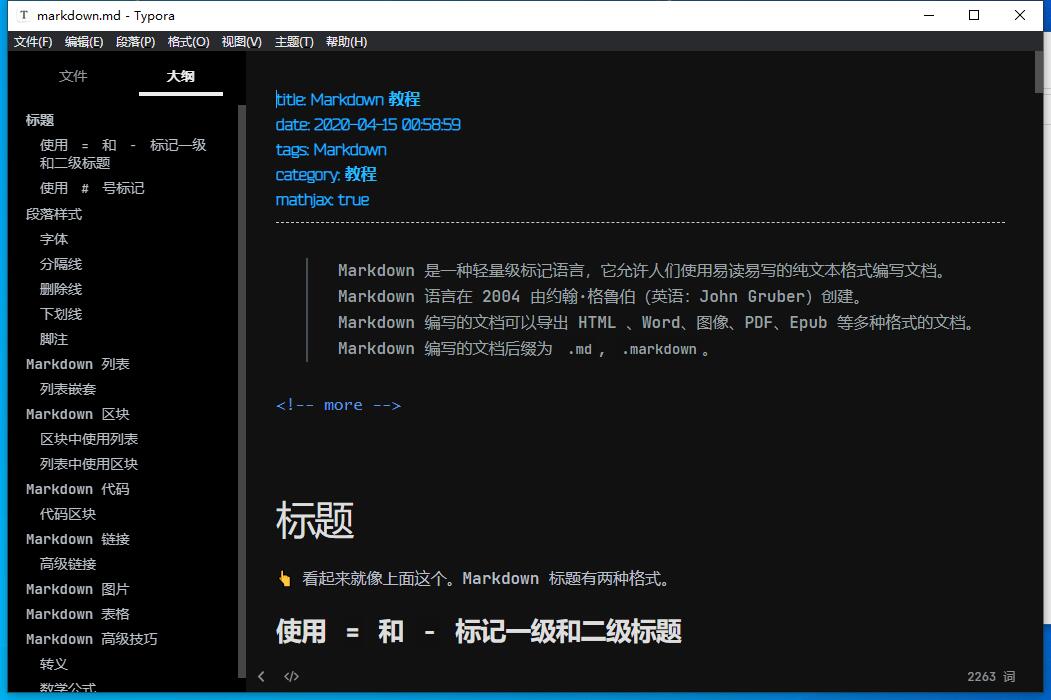 T markdown.md - Typora
文件(F) 编辑(E) 段落(P) 格式(O) 视图(V) 主题(T) 帮助(H)
文件 大纲
标题
使用 = 和 - 标记一级
和二级标题
使用 # 号标记
段落样式
字体
分隔线
删除线
下划线
脚注
Markdown 列表
列表嵌套
Markdown 区块
区块中使用列表
列表中使用区块
Markdown 代码
代码区块
Markdown 链接
高级链接
Markdown 图片
Markdown 表格
Markdown 高级技巧
转义
数学公式
title: Markdown 教程
date: 2020-04-15 00:58:59
tags: Markdown
category: 教程
mathjax: true
Markdown 是一种轻量级标记语言，它允许人们使用易读易写的纯文本格式编写文档。
Markdown 语言在 2004 由约翰·格鲁伯（英语：John Gruber）创建。
Markdown 编写的文档可以导出 HTML 、Word、图像、PDF、Epub 等多种格式的文档。
Markdown 编写的文档后缀为 .md， .markdown。
<!-- more -->
标题
👆 看起来就像上面这个。Markdown 标题有两种格式。
使用 = 和 - 标记一级和二级标题
</>
2263 词